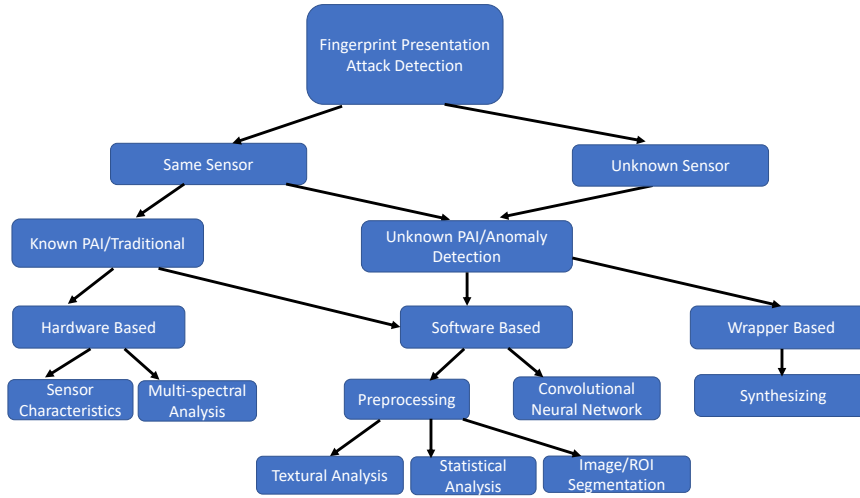 Fingerprint Presentation
Attack Detection
Same Sensor
Unknown Sensor
Known PAI/Traditional
Unknown PAI/Anomaly
Detection
Hardware Based
Software Based
Wrapper Based
Sensor
Characteristics
Multi-spectral
Analysis
Preprocessing
Convolutional
Neural Network
Synthesizing
Textural Analysis
Statistical
Analysis
Image/ROI
Segmentation